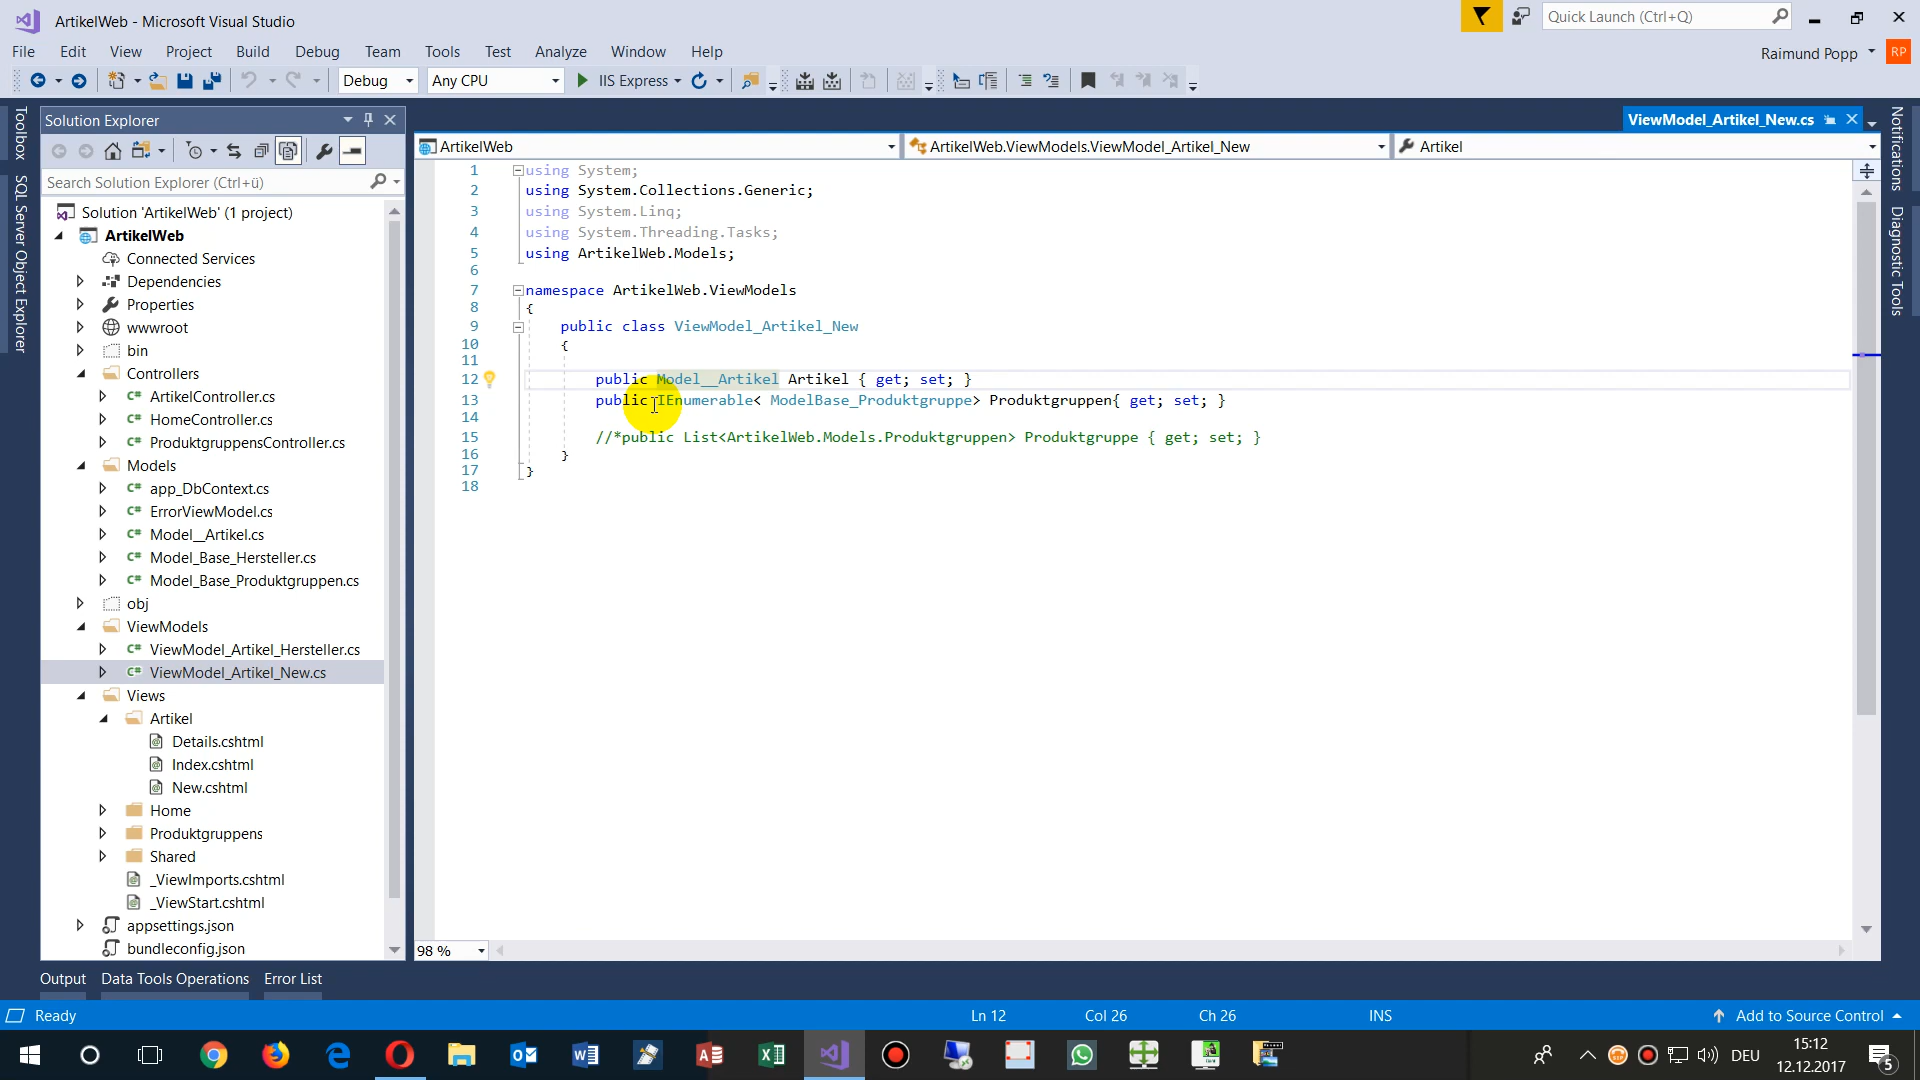 ArtikelWeb - Microsoft Visual Studio
Quick Launch (Ctrl+Q)
File Edit View Project Build Debug Team Tools Test Analyze Window Help
Raimund Popp RP
Debug Any CPU IIS Express
Toolbox
SQL Server Object Explorer
Solution Explorer
Search Solution Explorer (Ctrl+ü)
Solution 'ArtikelWeb' (1 project)
ArtikelWeb
Connected Services
Dependencies
Properties
wwwroot
bin
Controllers
C# ArtikelController.cs
C# HomeController.cs
C# ProduktgruppensController.cs
Models
C# app_DbContext.cs
C# ErrorViewModel.cs
C# Model__Artikel.cs
C# Model_Base_Hersteller.cs
C# Model_Base_Produktgruppen.cs
obj
ViewModels
C# ViewModel_Artikel_Hersteller.cs
C# ViewModel_Artikel_New.cs
Views
Artikel
Details.cshtml
Index.cshtml
New.cshtml
Home
Produktgruppens
Shared
_ViewImports.cshtml
_ViewStart.cshtml
appsettings.json
bundleconfig.json
ViewModel_Artikel_New.cs
ArtikelWeb ArtikelWeb.ViewModels.ViewModel_Artikel_New Artikel
1 using System;
2 using System.Collections.Generic;
3 using System.Linq;
4 using System.Threading.Tasks;
5 using ArtikelWeb.Models;
6
7 namespace ArtikelWeb.ViewModels
8 {
9 public class ViewModel_Artikel_New
10 {
11
12 public Model__Artikel Artikel { get; set; }
13 public IEnumerable< ModelBase_Produktgruppe> Produktgruppen{ get; set; }
14
15 //*public List<ArtikelWeb.Models.Produktgruppen> Produktgruppe { get; set; }
16 }
17 }
18
98 %
Notifications
Diagnostic Tools
Output Data Tools Operations Error List
Ready Ln 12 Col 26 Ch 26 INS Add to Source Control
DEU
15:12
12.12.2017
5